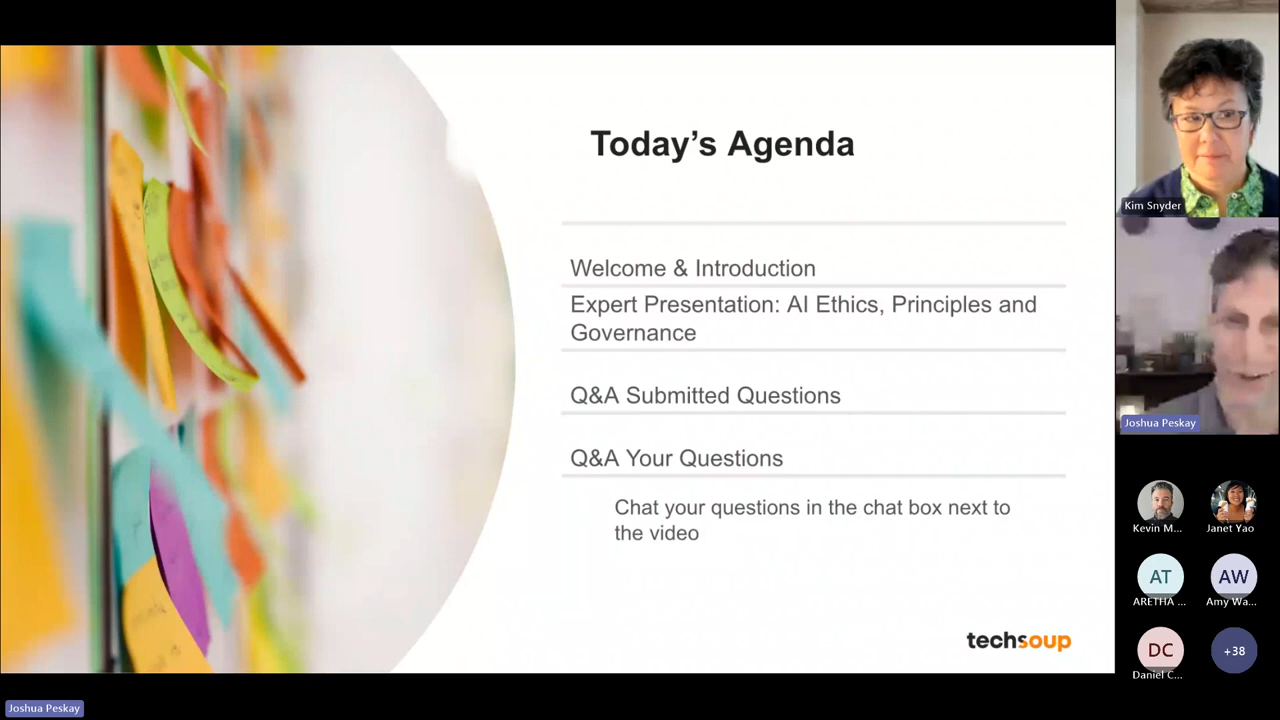 Today’s Agenda
Welcome & Introduction
Expert Presentation: AI Ethics, Principles and
Governance
Q&A Submitted Questions
Q&A Your Questions
Chat your questions in the chat box next to
the video
techsoup
Kim Snyder
Joshua Peskay
Kevin M...
Janet Yao
AT
AW
ARETHA ...
Amy Wa...
DC
+38
Daniel C...
Joshua Peskay